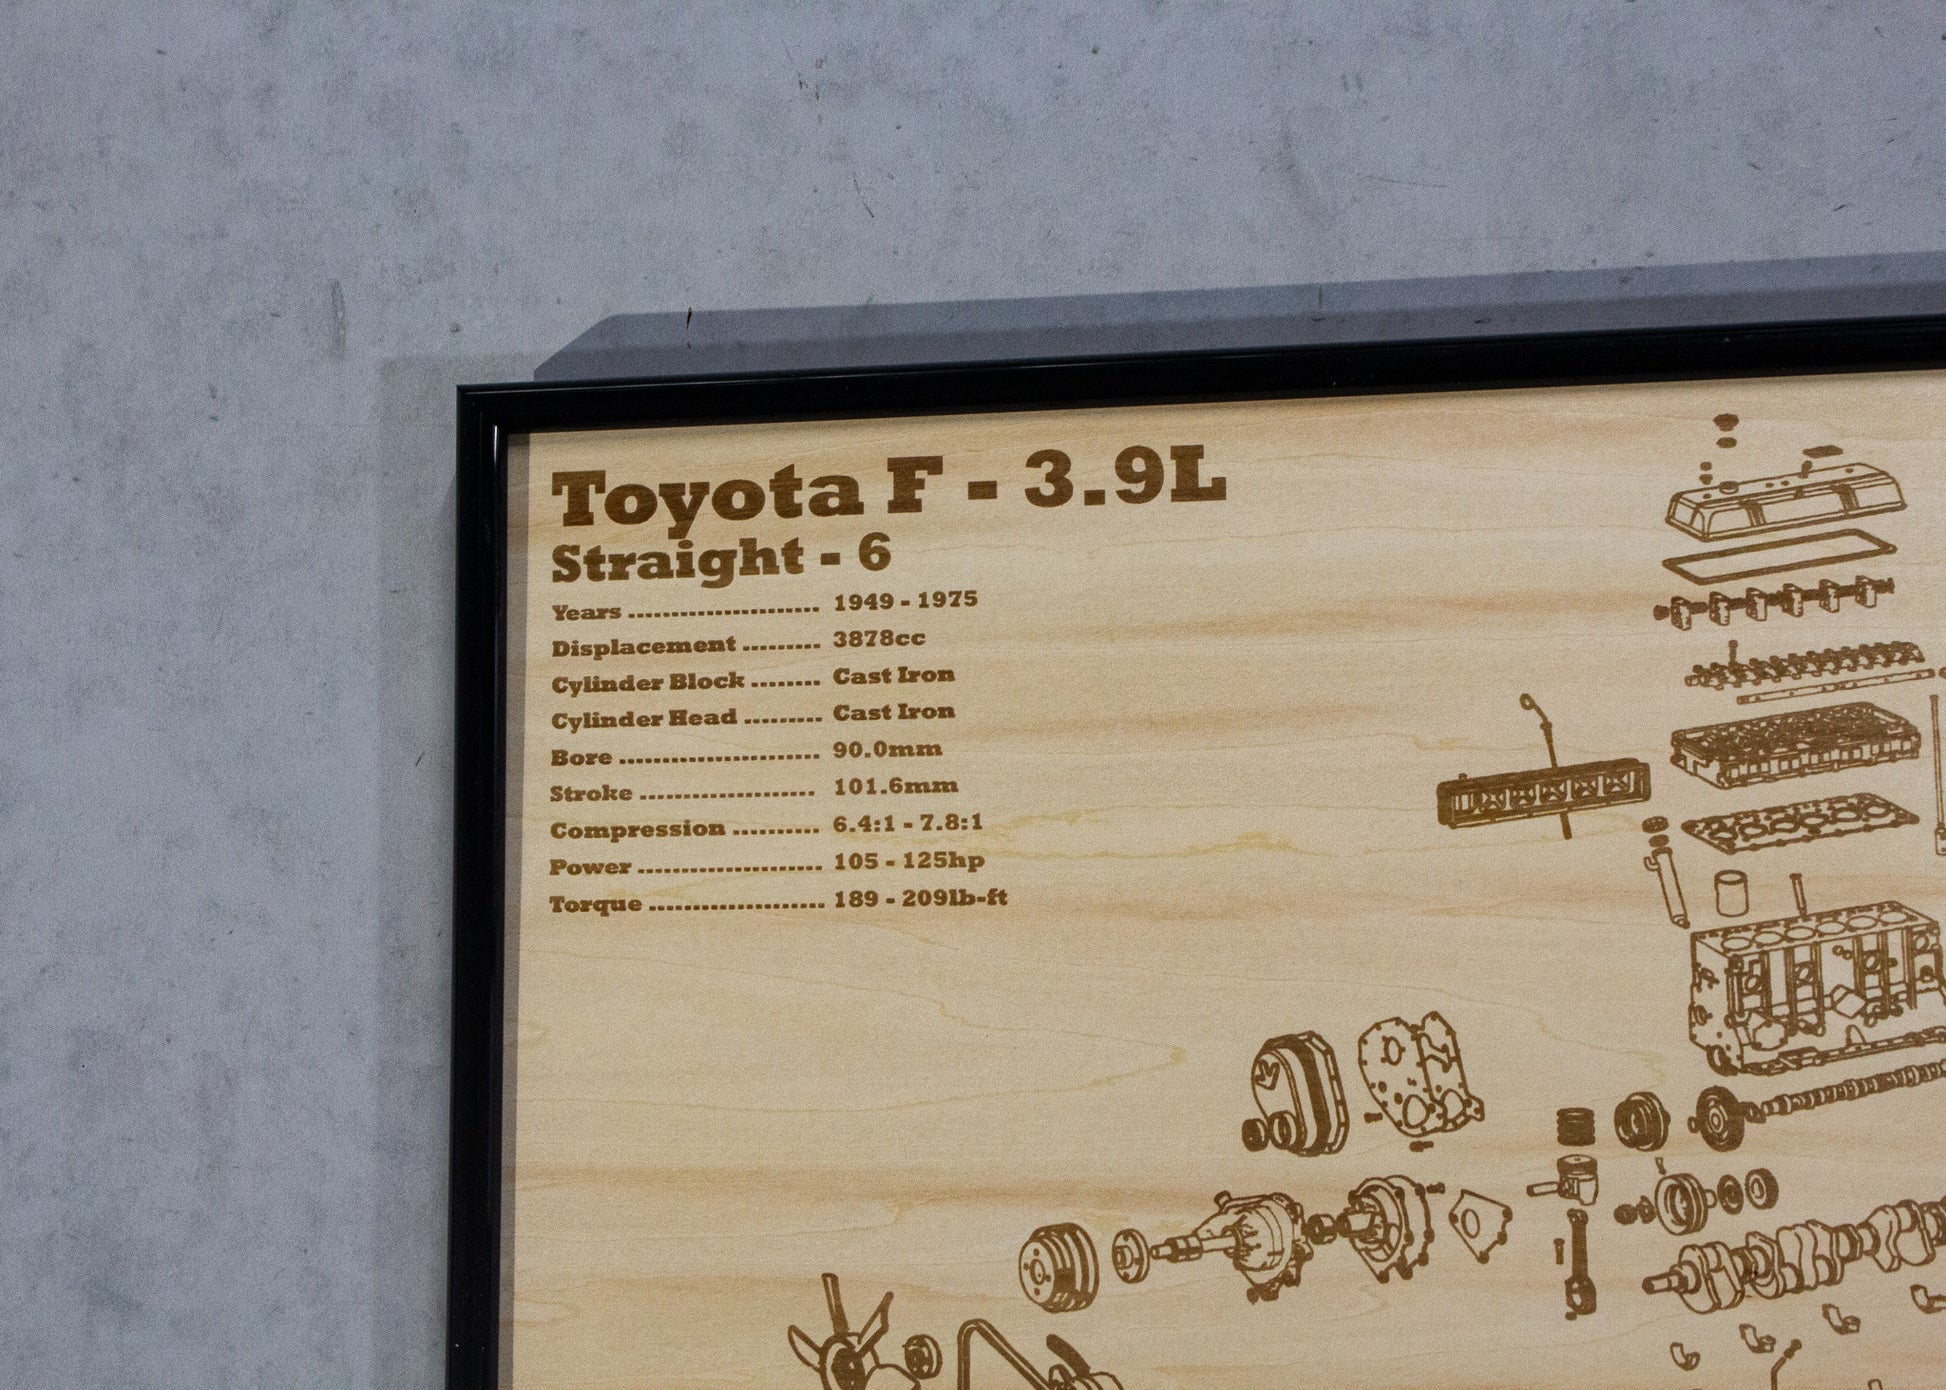 Toyota F - 3.9L
Straight - 6
Years ...................... 1949 - 1975
Displacement ......... 3878cc
Cylinder Block ........ Cast Iron
Cylinder Head ......... Cast Iron
Bore ....................... 90.0mm
Stroke .................... 101.6mm
Compression .......... 6.4:1 - 7.8:1
Power ..................... 105 - 125hp
Torque .................... 189 - 209lb-ft